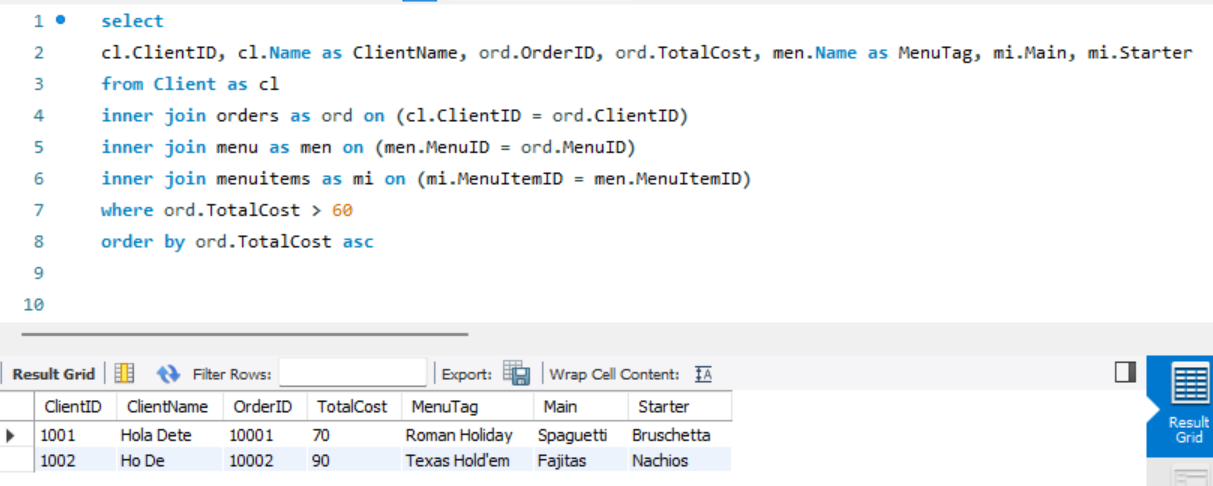 1 select
2 cl.ClientID, cl.Name as ClientName, ord.OrderID, ord.TotalCost, men.Name as MenuTag, mi.Main, mi.Starter
3 from Client as cl
4 inner join orders as ord on (cl.ClientID = ord.ClientID)
5 inner join menu as men on (men.MenuID = ord.MenuID)
6 inner join menuitems as mi on (mi.MenuItemID = men.MenuItemID)
7 where ord.TotalCost > 60
8 order by ord.TotalCost asc
9
10
Result Grid Filter Rows: Export: Wrap Cell Content: IA
ClientID ClientName OrderID TotalCost MenuTag Main Starter
1001 Hola Dete 10001 70 Roman Holiday Spaguetti Bruschetta
1002 Ho De 10002 90 Texas Hold'em Fajitas Nachios
Result
Grid